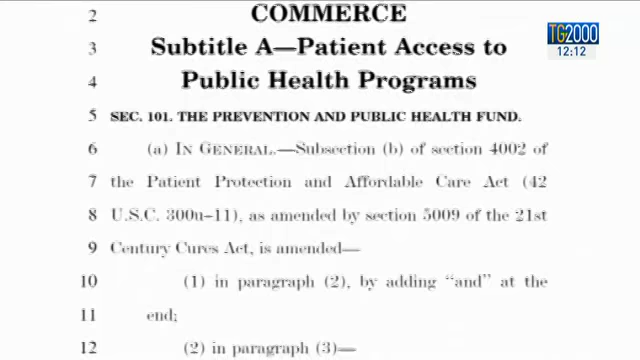 2 COMMERCE
3 Subtitle A—Patient Access to
4 Public Health Programs
5 SEC. 101. THE PREVENTION AND PUBLIC HEALTH FUND.
6 (a) IN GENERAL.—Subsection (b) of section 4002 of
7 the Patient Protection and Affordable Care Act (42
8 U.S.C. 300u–11), as amended by section 5009 of the 21st
9 Century Cures Act, is amended—
10 (1) in paragraph (2), by adding “and” at the
11 end;
12 (2) in paragraph (3)—
TG2000
12:12